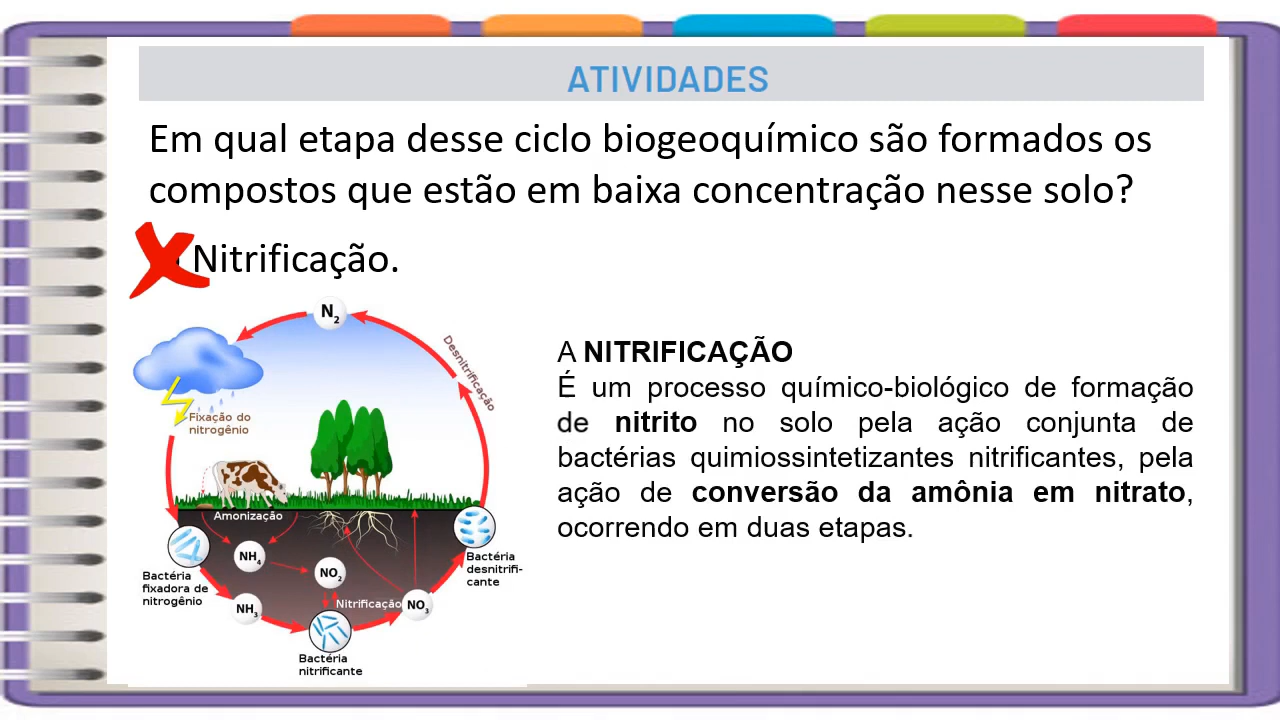 ATIVIDADES
Em qual etapa desse ciclo biogeoquímico são formados os
compostos que estão em baixa concentração nesse solo?
Nitrificação.
N2
Desnitrificação
Fixação do
nitrogênio
Amonização
NH4
NO2
NH3
Nitrificação
NO3
Bactéria
fixadora de
nitrogênio
Bactéria
desnitrifi-
cante
Bactéria
nitrificante
A NITRIFICAÇÃO
É um processo químico-biológico de formação
de nitrito no solo pela ação conjunta de
bactérias quimiossintetizantes nitrificantes, pela
ação de conversão da amônia em nitrato,
ocorrendo em duas etapas.